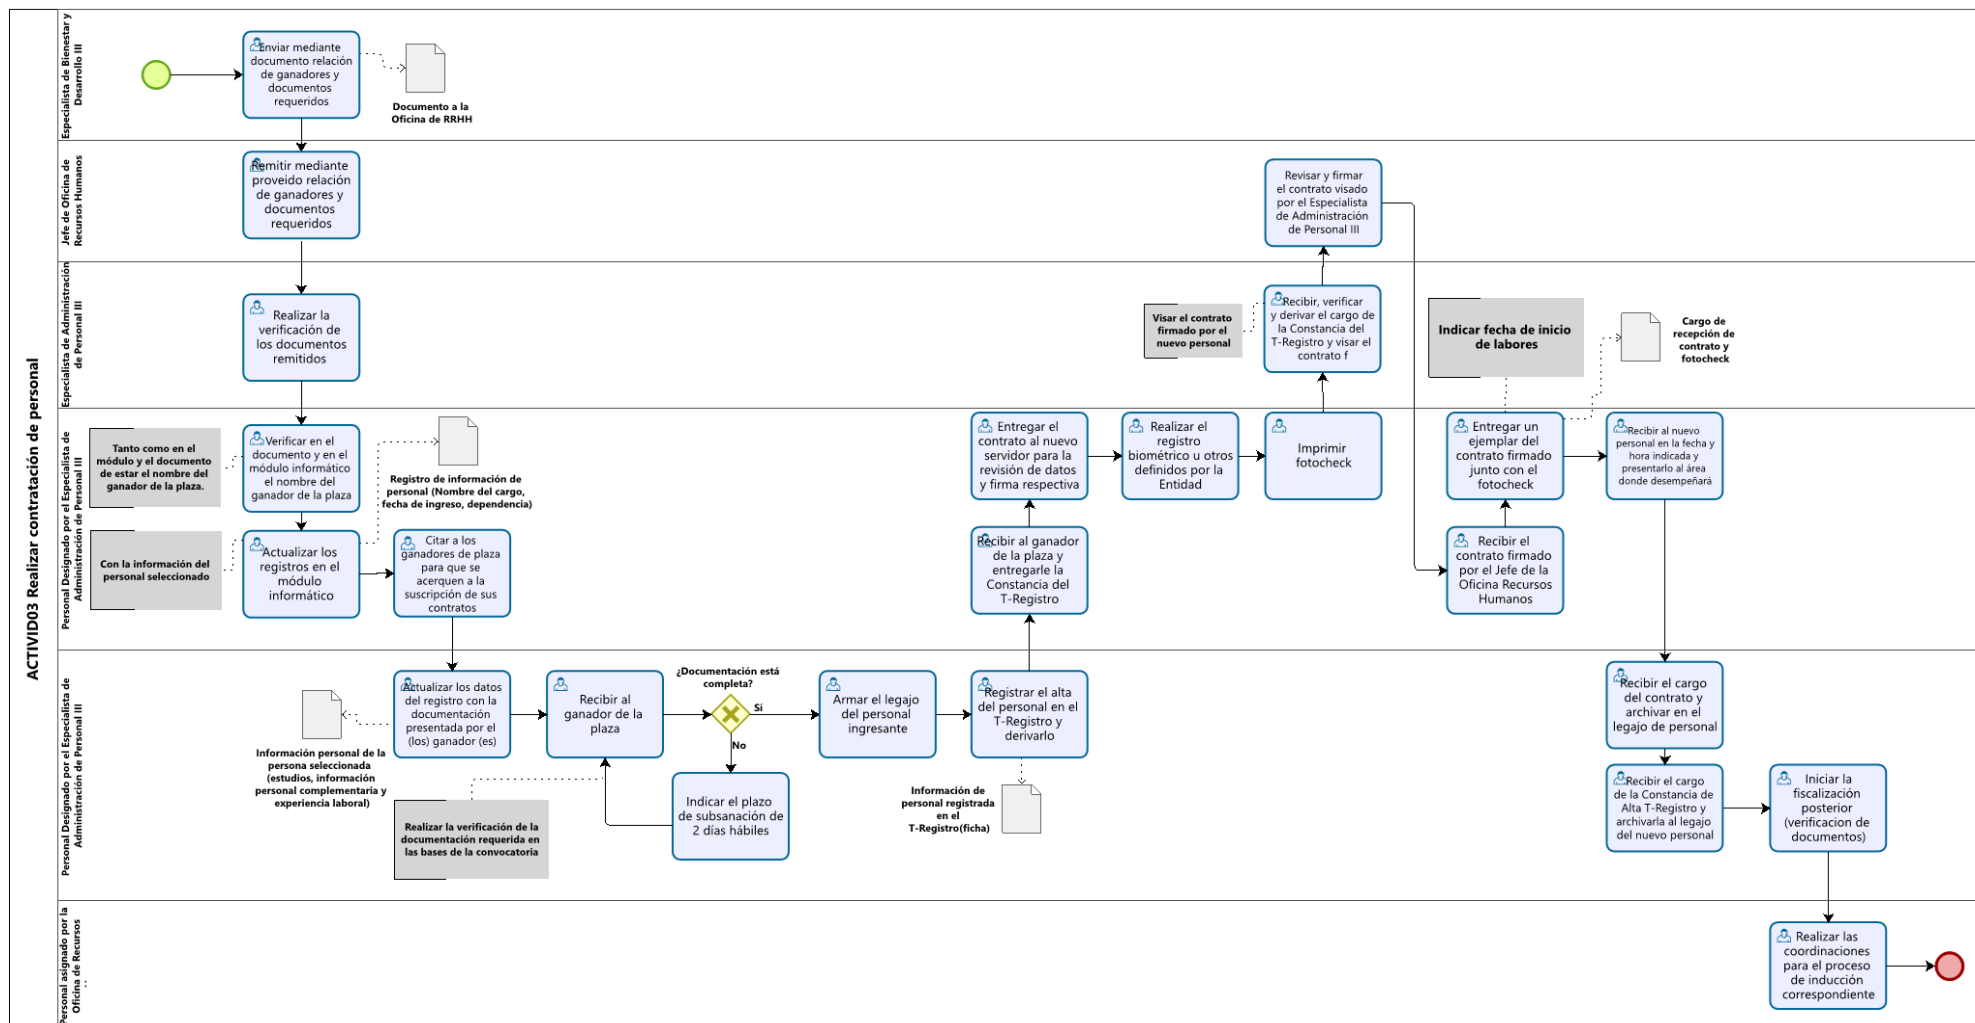 ACTIVID03 Realizar contratación de personal
Especialista de Bienestar y
Desarrollo III
Enviar mediante
documento relación
de ganadores y
documentos
requeridos
Documento a la
Oficina de RRHH
Jefe de Oficina de
Recursos Humanos
Remitir mediante
proveido relación
de ganadores y
documentos
requeridos
Revisar y firmar
el contrato visado
por el Especialista
de Administración
de Personal III
Especialista de Administración
de Personal III
Realizar la
verificación de
los documentos
remitidos
Visar el contrato
firmado por el
nuevo personal
Recibir, verificar
y derivar el cargo de
la Constancia del
T-Registro y visar el
contrato f
Indicar fecha de inicio
de labores
Cargo de
recepción de
contrato y
fotocheck
Personal Designado por el Especialista de
Administración de Personal III
Tanto como en el
módulo y el documento
de estar el nombre del
ganador de la plaza.
Verificar en el
documento y en el
módulo informático
el nombre del
ganador de la plaza
Registro de información de
personal (Nombre del cargo,
fecha de ingreso, dependencia)
Con la información del
personal seleccionado
Actualizar los
registros en el
módulo
informático
Citar a los
ganadores de plaza
para que se
acerquen a la
suscripción de sus
contratos
Entregar el
contrato al nuevo
servidor para la
revisión de datos
y firma respectiva
Realizar el
registro
biométrico u otros
definidos por la
Entidad
Imprimir
fotocheck
Entregar un
ejemplar del
contrato firmado
junto con el
fotocheck
Recibir al nuevo
personal en la fecha y
hora indicada y
presentarlo al área
donde desempeñará
Recibir al ganador
de la plaza y
entregarle la
Constancia del
T-Registro
Recibir el
contrato firmado
por el Jefe de la
Oficina Recursos
Humanos
Personal Designado por el Especialista de
Administración de Personal III
Información personal de la
persona seleccionada
(estudios, información
personal complementaria y
experiencia laboral)
Actualizar los datos
del registro con la
documentación
presentada por el
(los) ganador (es)
Recibir al
ganador de la
plaza
¿Documentación está
completa?
Sí
No
Realizar la verificación de la
documentación requerida en
las bases de la convocatoria
Indicar el plazo
de subsanación de
2 días hábiles
Armar el legajo
del personal
ingresante
Registrar el alta
del personal en el
T-Registro y
derivarlo
Información de
personal registrada
en el
T-Registro(ficha)
Recibir el cargo
del contrato y
archivar en el
legajo de personal
Recibir el cargo
de la Constancia de
Alta T-Registro y
archivarla al legajo
del nuevo personal
Iniciar la
fiscalización
posterior
(verificacion de
documentos)
Personal asignado por la
Oficina de Recursos
Realizar las
coordinaciones
para el proceso
de inducción
correspondiente